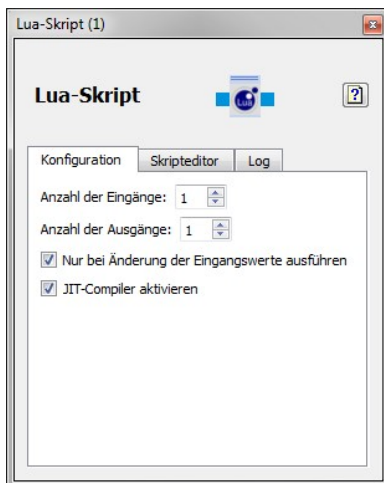 Lua-Skript (1)
Lua-Skript
Lua
?
Konfiguration Skripteditor Log
Anzahl der Eingänge: 1
Anzahl der Ausgänge: 1
Nur bei Änderung der Eingangswerte ausführen
JIT-Compiler aktivieren